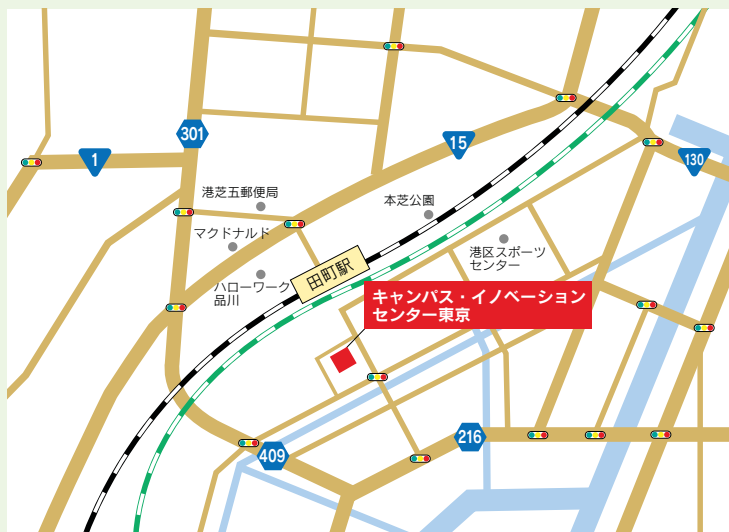 301
1
15
130
港芝五郵便局
本芝公園
マクドナルド
港区スポーツ
センター
田町駅
ハローワーク
品川
キャンパス・イノベーション
センター東京
216
409